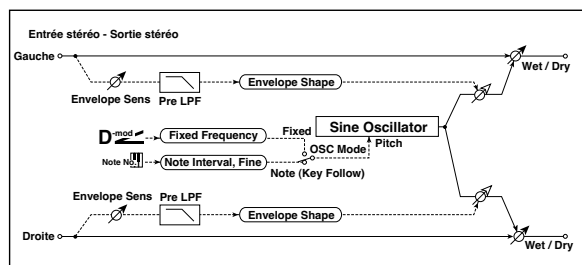 Entrée stéréo - Sortie stéréo
Gauche
Wet / Dry
Envelope Sens
Pre LPF
Envelope Shape
D-mod
Fixed Frequency
Fixed
Sine Oscillator
OSC Mode
Pitch
Note No.
Note Interval, Fine
Note (Key Follow)
Envelope Sens
Pre LPF
Envelope Shape
Droite
Wet / Dry